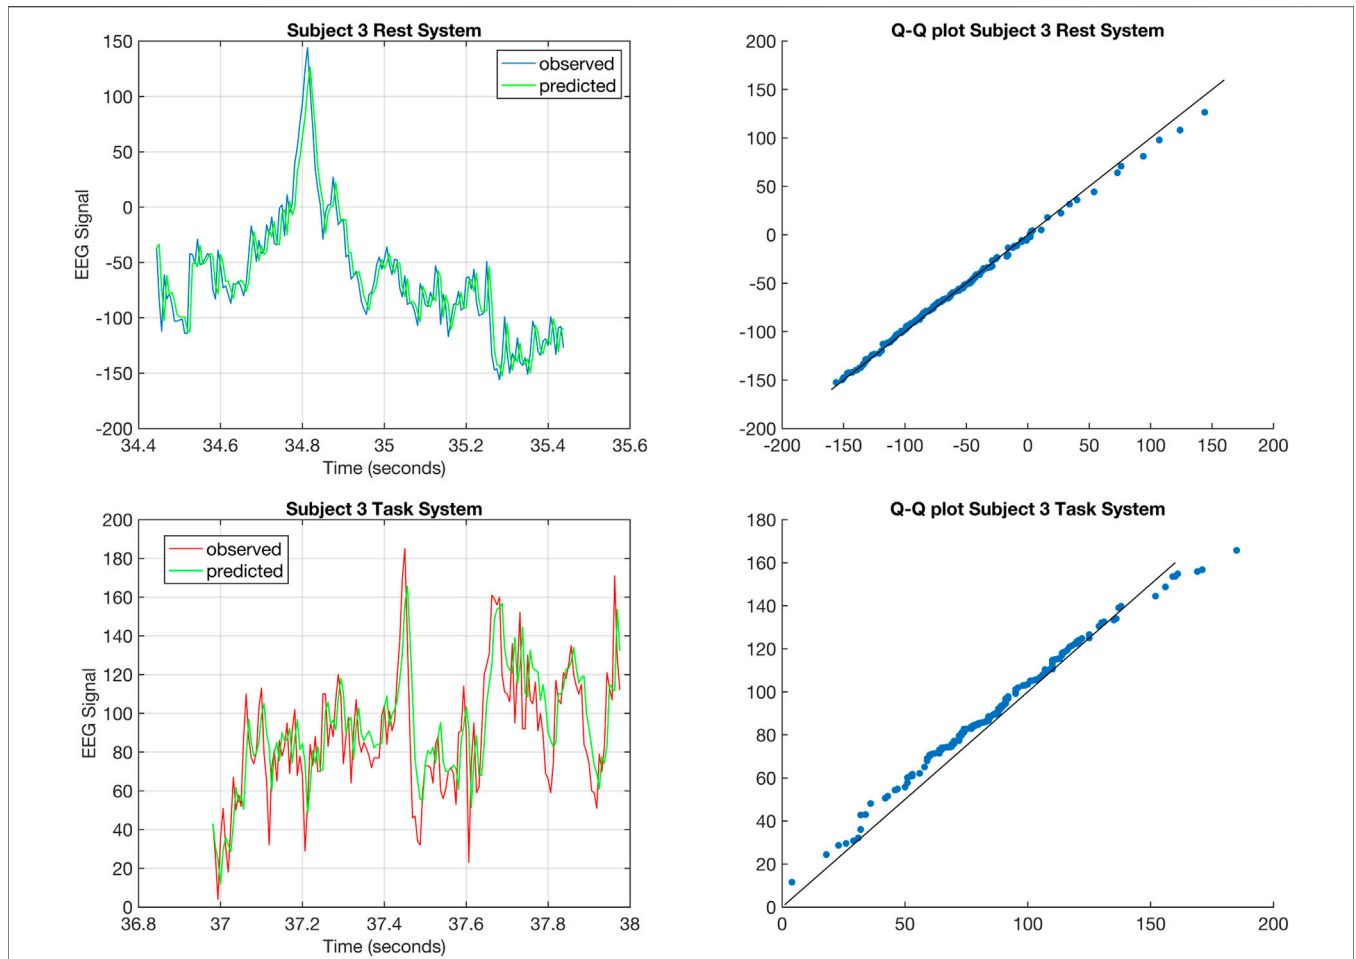 Subject 3 Rest System
150
100
50
0
-50
-100
-150
-200
EEG Signal
observed
predicted
34.4 34.6 34.8 35 35.2 35.4 35.6
Time (seconds)
Q-Q plot Subject 3 Rest System
200
150
100
50
0
-50
-100
-150
-200
-200 -150 -100 -50 0 50 100 150 200
Subject 3 Task System
200
180
160
140
120
100
80
60
40
20
0
EEG Signal
observed
predicted
36.8 37 37.2 37.4 37.6 37.8 38
Time (seconds)
Q-Q plot Subject 3 Task System
180
160
140
120
100
80
60
40
20
0
0 50 100 150 200